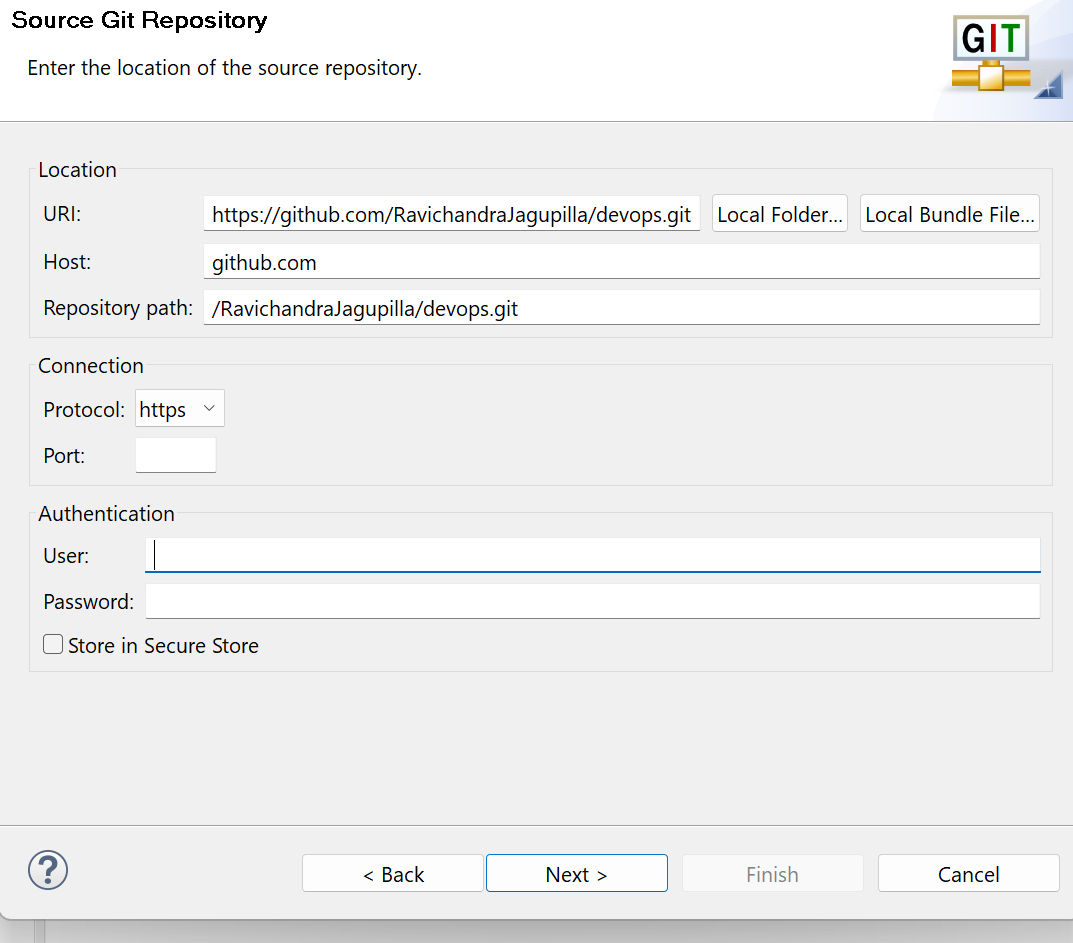 Source Git Repository
Enter the location of the source repository.
GIT
Location
URI: https://github.com/RavichandraJagupilla/devops.git Local Folder... Local Bundle File...
Host: github.com
Repository path: /RavichandraJagupilla/devops.git
Connection
Protocol: https
Port:
Authentication
User:
Password:
Store in Secure Store
? < Back Next > Finish Cancel